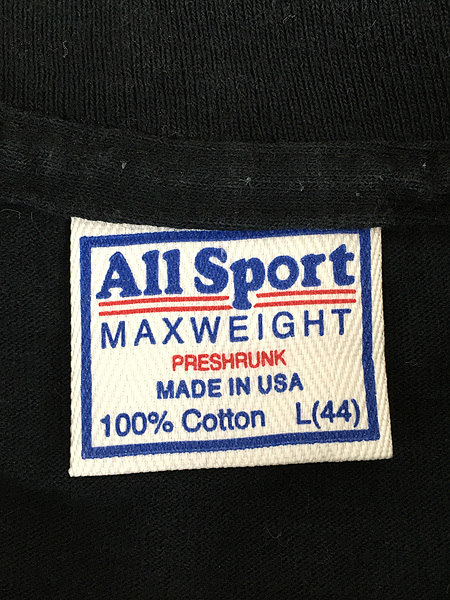 All Sport
MAXWEIGHT
PRESHRUNK
MADE IN USA
100% Cotton L(44)